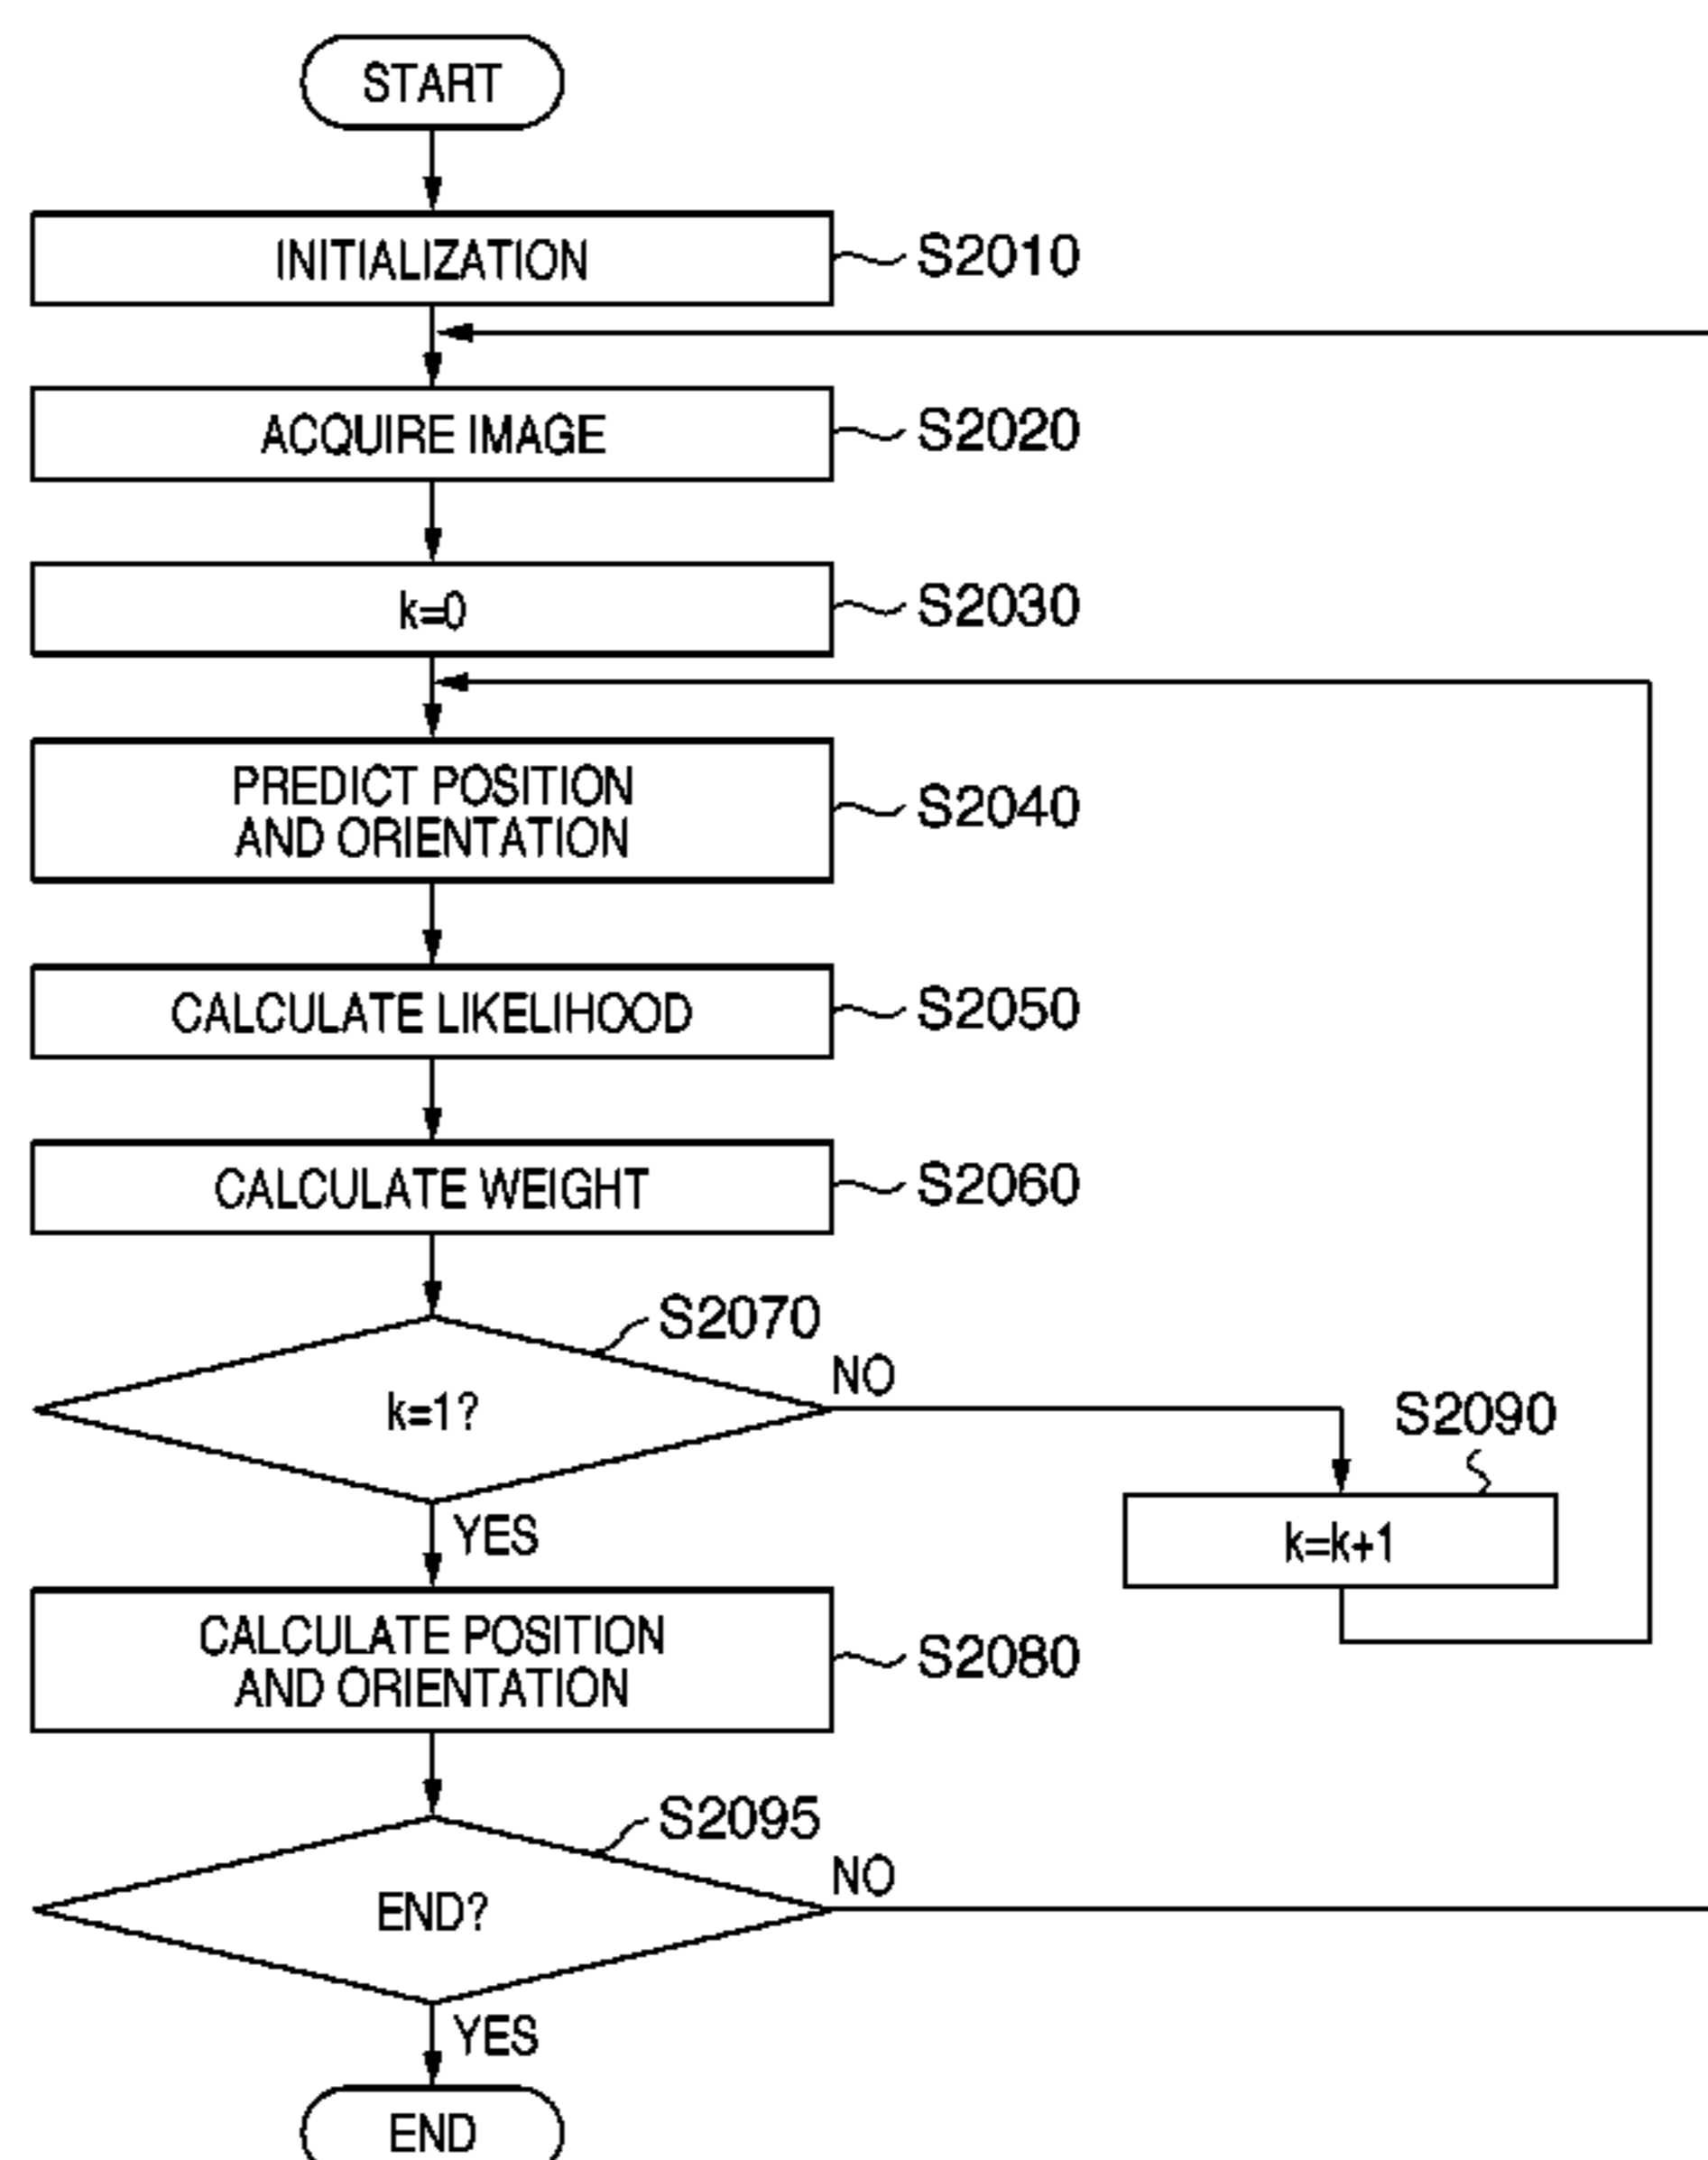 START
INITIALIZATION
S2010
ACQUIRE IMAGE
S2020
k=0
S2030
PREDICT POSITION
AND ORIENTATION
S2040
CALCULATE LIKELIHOOD
S2050
CALCULATE WEIGHT
S2060
S2070
k=1?
NO
YES
S2090
k=k+1
CALCULATE POSITION
AND ORIENTATION
S2080
S2095
END?
NO
YES
END